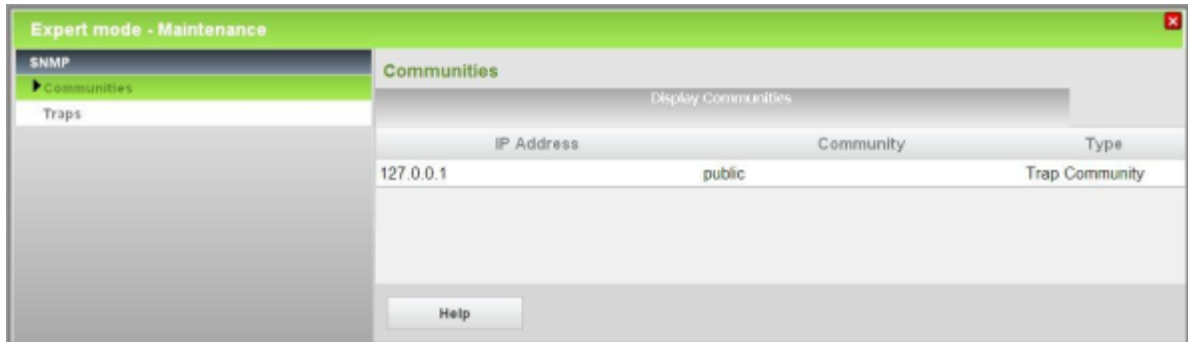 Expert mode - Maintenance
SNMP
Communities
Traps
Communities
Display Communities
IP Address Community Type
127.0.0.1 public Trap Community
Help